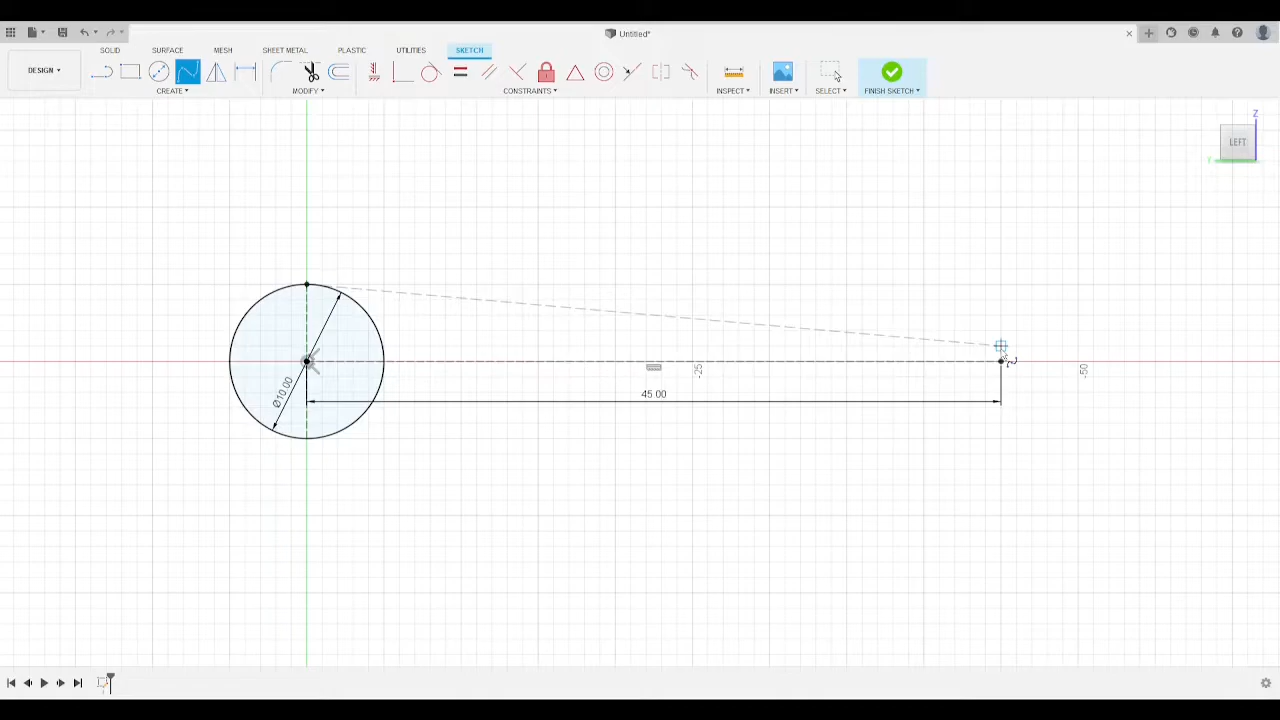 Untitled*
SOLID SURFACE MESH SHEET METAL PLASTIC UTILITIES SKETCH
DESIGN
CREATE MODIFY CONSTRAINTS INSPECT INSERT SELECT FINISH SKETCH
Z
LEFT
Y
Ø10.00
-25
-50
45.00